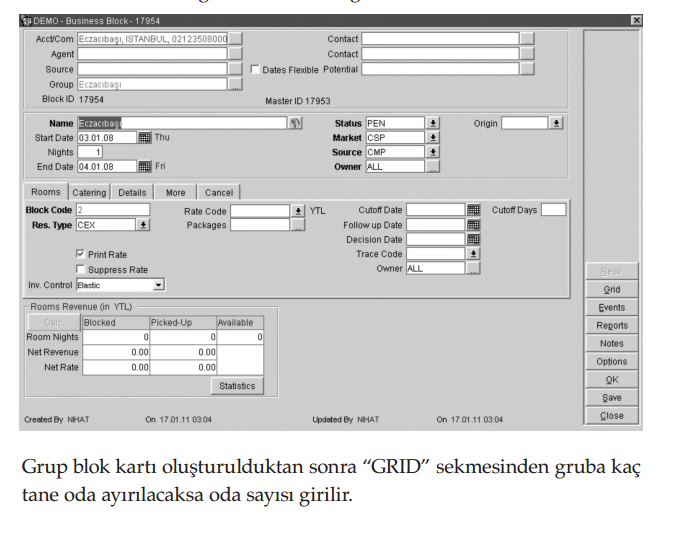 DEMO - Business Block - 17954
Acct/Com Eczacıbaşı, ISTANBUL, 02123508000 Contact
Agent Contact
Source Dates Flexible Potential
Group Eczacıbaşı ...
Block ID 17954 Master ID 17953
Name Eczacıbaşı Status PEN Origin
Start Date 03.01.08 Thu Market CSP
Nights 1 Source CMP
End Date 04.01.08 Fri Owner ALL ...
Rooms Catering Details More Cancel
Block Code 2 Rate Code YTL Cutoff Date Cutoff Days
Res. Type CEX Packages ... Follow up Date
Decision Date
Print Rate Trace Code
Suppress Rate Owner ALL ...
Inv. Control Elastic
Resv.
Grid
Events
Reports
Notes
Options
OK
Save
Close
Rooms Revenue (in YTL)
Calc. Blocked Picked-Up Available
Room Nights 0 0 0
Net Revenue 0.00 0.00
Net Rate 0.00 0.00
Statistics
Created By NIHAT On 17.01.11 03:04 Updated By NIHAT On 17.01.11 03:04
Grup blok kartı oluşturulduktan sonra “GRID” sekmesinden gruba kaç
tane oda ayırılacaksa oda sayısı girilir.